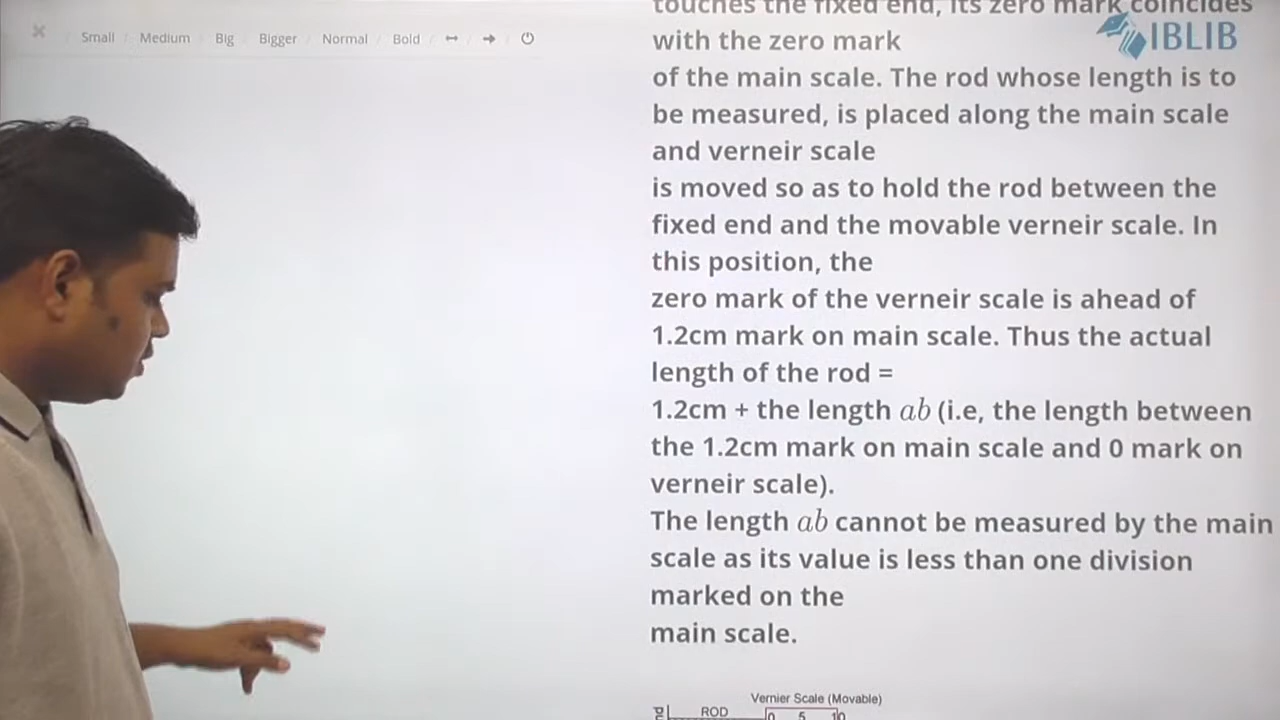 touches the fixed end, its zero mark coincides
IBLIB
Small / Medium / Big / Bigger / Normal / Bold
with the zero mark
of the main scale. The rod whose length is to
be measured, is placed along the main scale
and verneir scale
is moved so as to hold the rod between the
fixed end and the movable verneir scale. In
this position, the
zero mark of the verneir scale is ahead of
1.2cm mark on main scale. Thus the actual
length of the rod =
1.2cm + the length ab (i.e, the length between
the 1.2cm mark on main scale and 0 mark on
verneir scale).
The length ab cannot be measured by the main
scale as its value is less than one division
marked on the
main scale.
Vernier Scale (Movable)
ROD
0 5 10